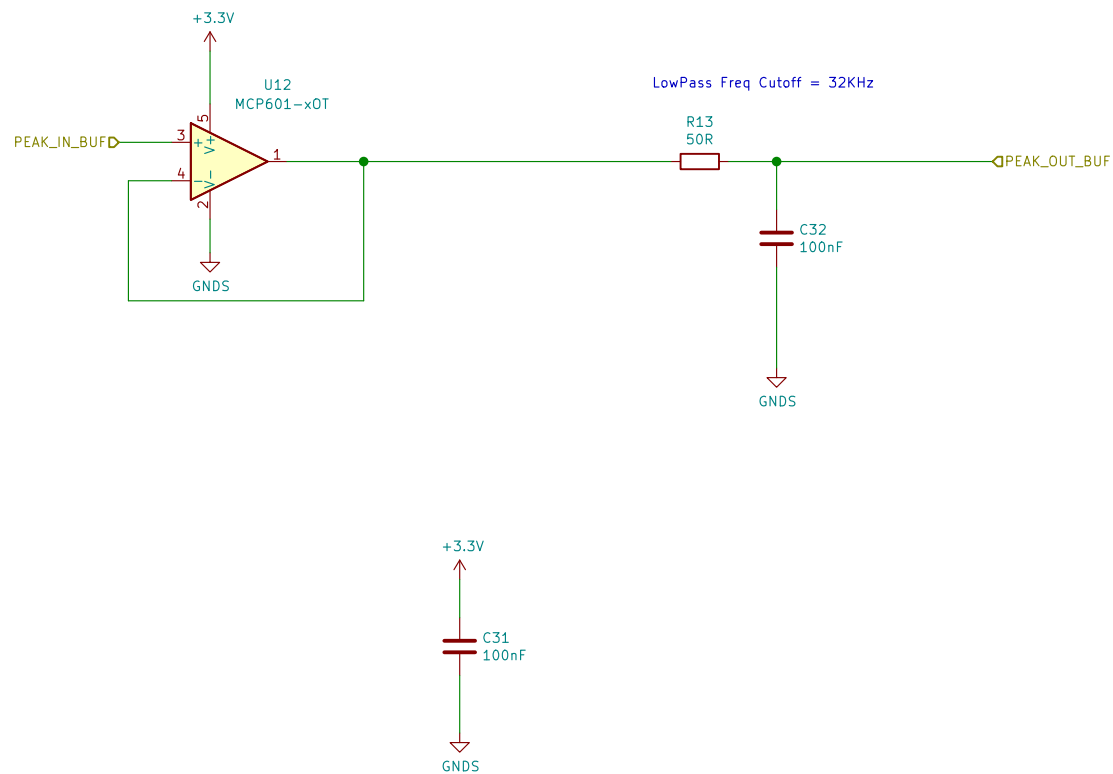 +3.3V
U12
MCP601-xOT
5
V+
PEAK_IN_BUF
3
+
1
4
-
V-
2
GNDS
LowPass Freq Cutoff = 32KHz
R13
50R
PEAK_OUT_BUF
C32
100nF
GNDS
+3.3V
C31
100nF
GNDS